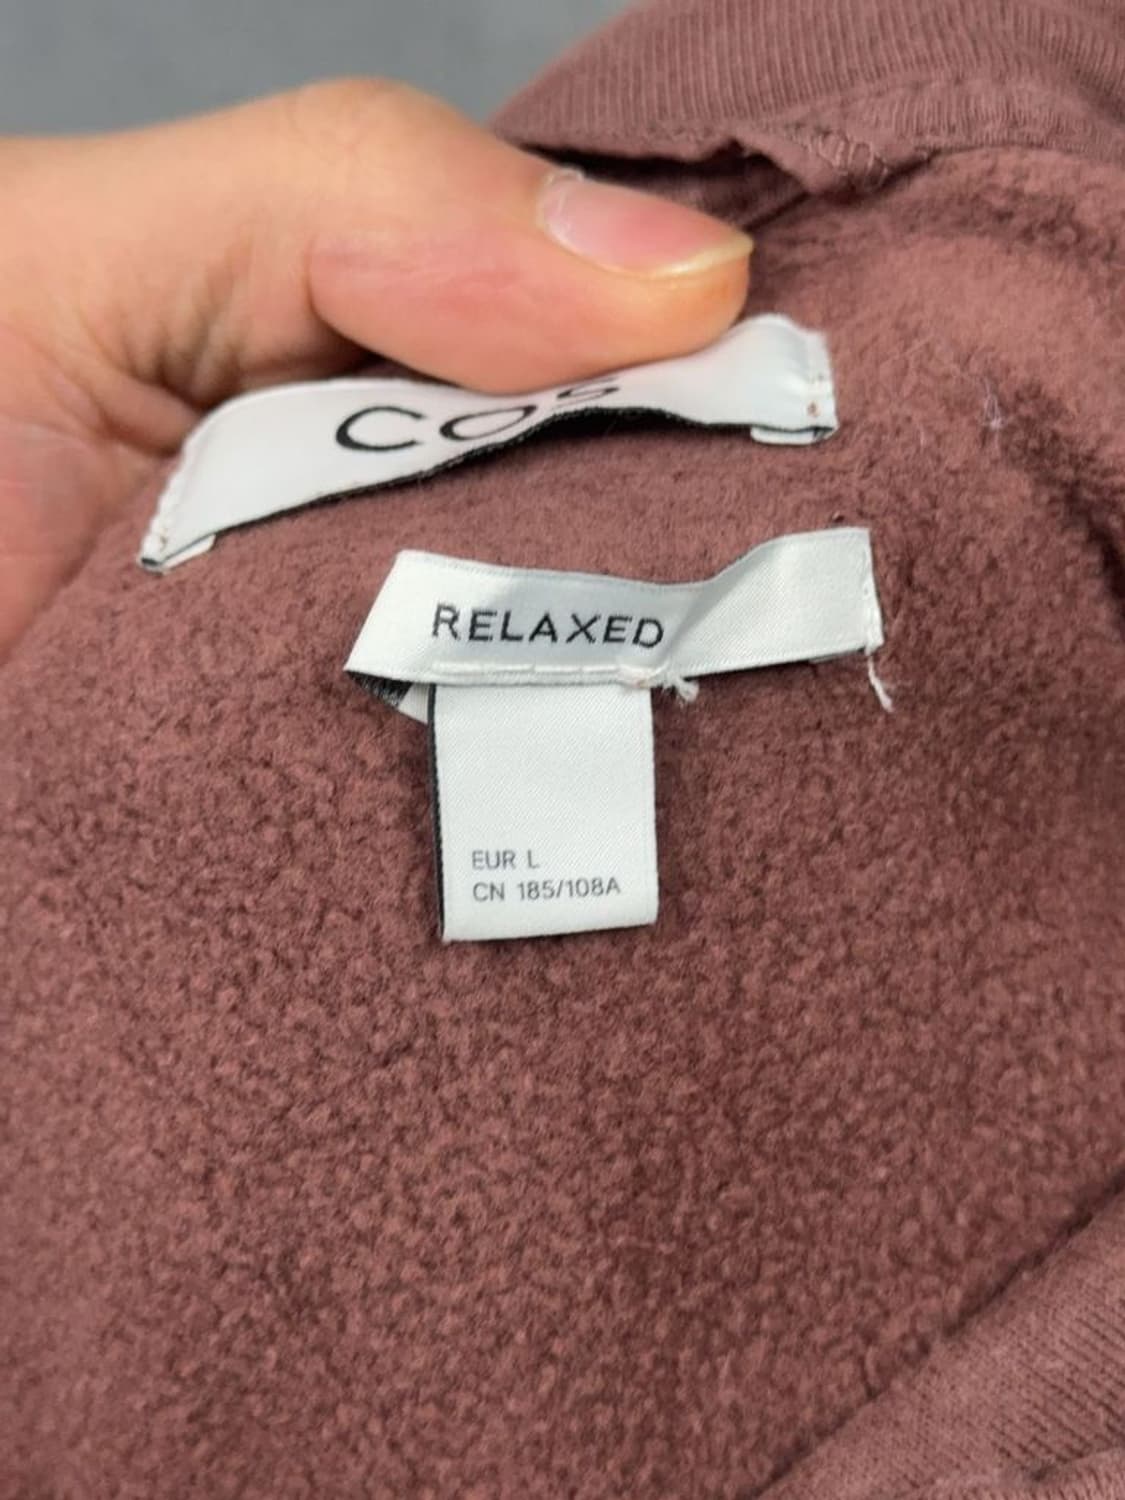 COS
RELAXED
EUR L
CN 185/108A